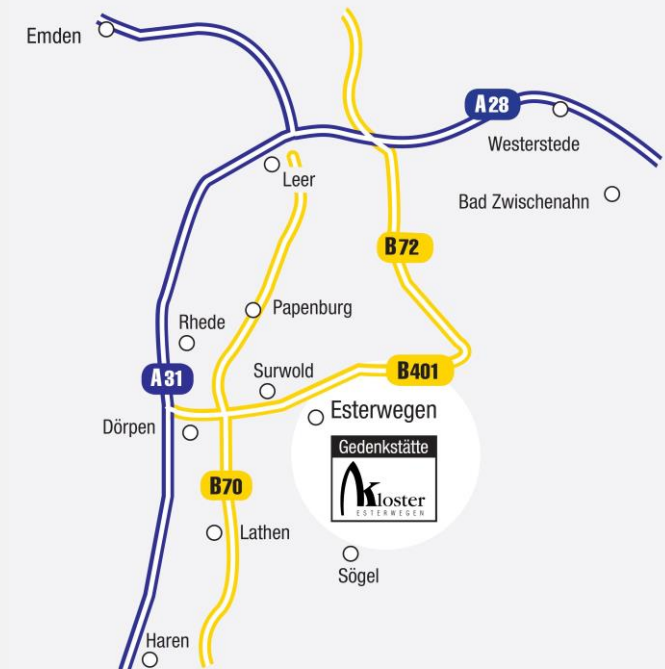 Emden
A28
Westerstede
Leer
Bad Zwischenahn
B72
Papenburg
Rhede
A31
Surwold
B401
Esterwegen
Dörpen
Gedenkstätte
Kloster
ESTERWEGEN
B70
Lathen
Sögel
Haren